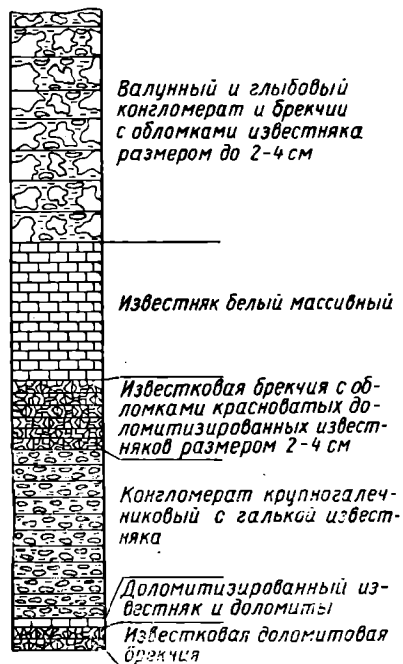 Валунный и глыбовый
конгломерат и брекчии
с обломками известняка
размером до 2-4 см
Известняк белый массивный
Известковая брекчия с об-
ломками красноватых до-
ломитизированных извест-
няков размером 2-4 см
Конгломерат крупногалеч-
никовый с галькой извест-
няка
Доломитизированный из-
вестняк и доломиты
Известковая доломитовая
брекчия